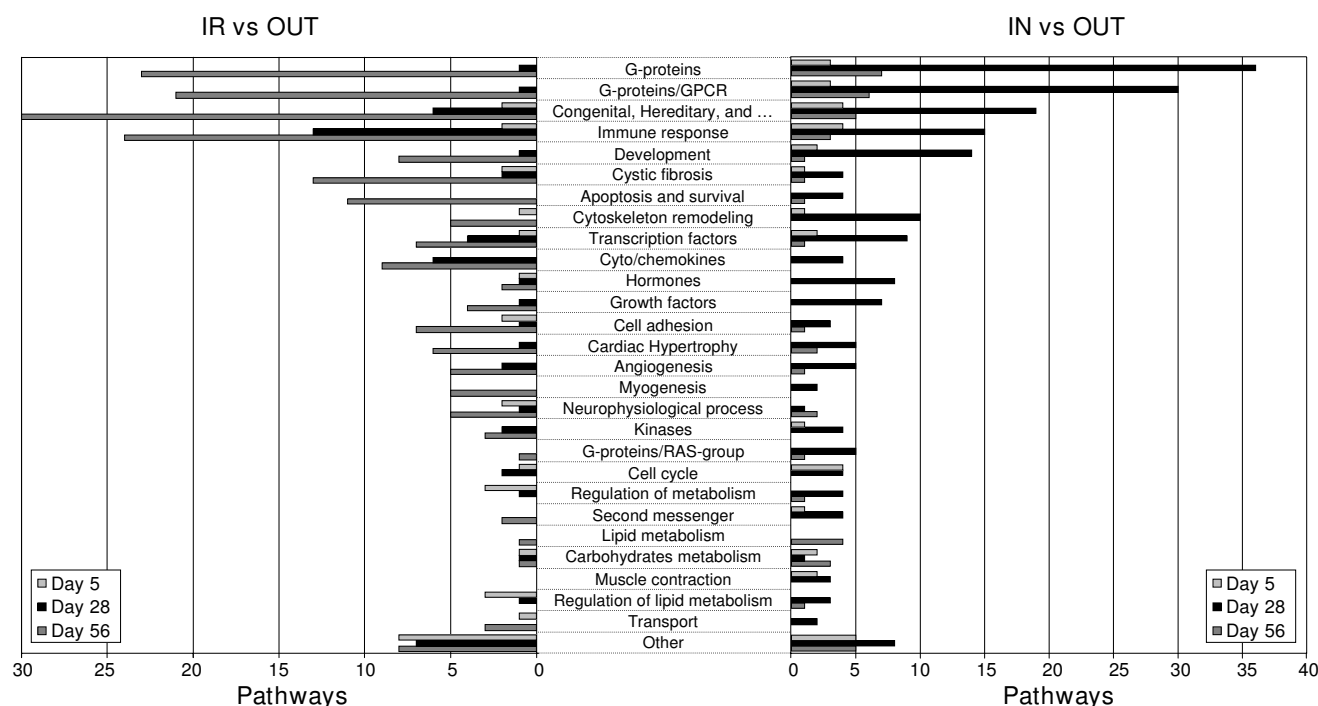 IR vs OUT
IN vs OUT
G-proteins
G-proteins/GPCR
Congenital, Hereditary, and …
Immune response
Development
Cystic fibrosis
Apoptosis and survival
Cytoskeleton remodeling
Transcription factors
Cyto/chemokines
Hormones
Growth factors
Cell adhesion
Cardiac Hypertrophy
Angiogenesis
Myogenesis
Neurophysiological process
Kinases
G-proteins/RAS-group
Cell cycle
Regulation of metabolism
Second messenger
Lipid metabolism
Carbohydrates metabolism
Muscle contraction
Regulation of lipid metabolism
Transport
Other
Day 5
Day 28
Day 56
Day 5
Day 28
Day 56
30 25 20 15 10 5 0
0 5 10 15 20 25 30 35 40
Pathways
Pathways